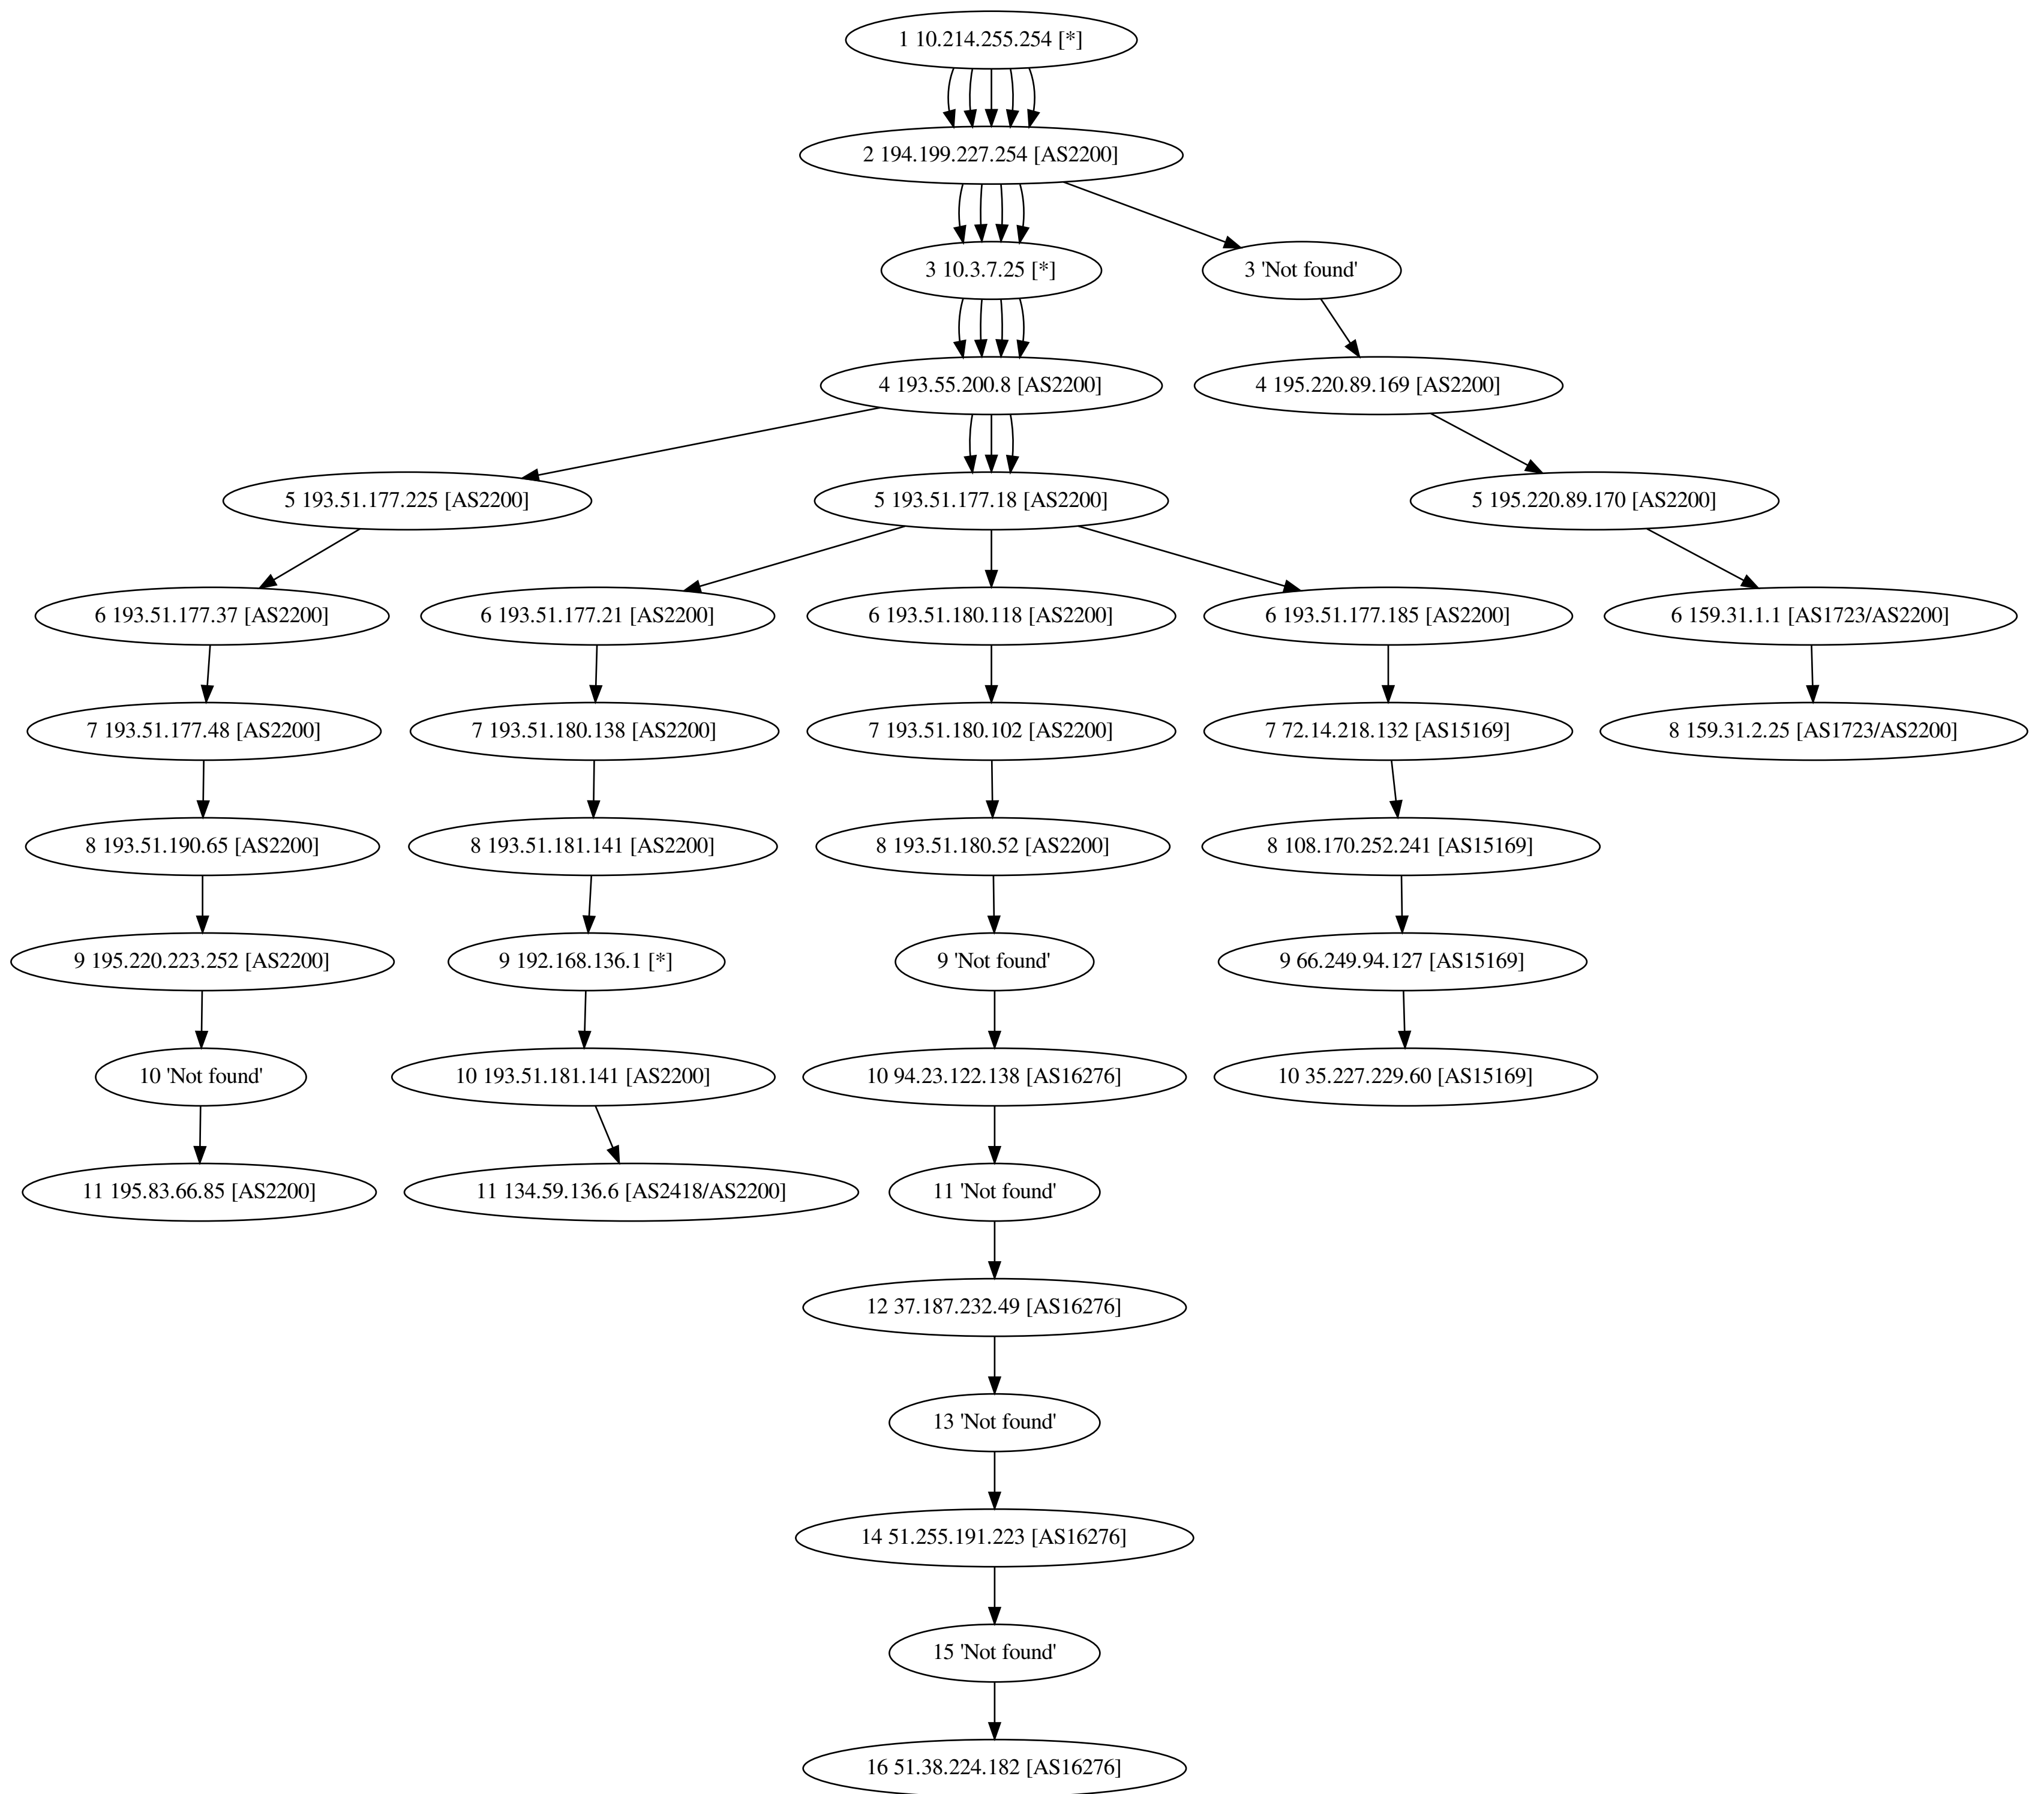 1 10.214.255.254 [*]
2 194.199.227.254 [AS2200]
3 10.3.7.25 [*]
3 'Not found'
4 193.55.200.8 [AS2200]
4 195.220.89.169 [AS2200]
5 193.51.177.225 [AS2200]
5 193.51.177.18 [AS2200]
5 195.220.89.170 [AS2200]
6 193.51.177.37 [AS2200]
6 193.51.177.21 [AS2200]
6 193.51.180.118 [AS2200]
6 193.51.177.185 [AS2200]
6 159.31.1.1 [AS1723/AS2200]
7 193.51.177.48 [AS2200]
7 193.51.180.138 [AS2200]
7 193.51.180.102 [AS2200]
7 72.14.218.132 [AS15169]
8 159.31.2.25 [AS1723/AS2200]
8 193.51.190.65 [AS2200]
8 193.51.181.141 [AS2200]
8 193.51.180.52 [AS2200]
8 108.170.252.241 [AS15169]
9 195.220.223.252 [AS2200]
9 192.168.136.1 [*]
9 'Not found'
9 66.249.94.127 [AS15169]
10 'Not found'
10 193.51.181.141 [AS2200]
10 94.23.122.138 [AS16276]
10 35.227.229.60 [AS15169]
11 195.83.66.85 [AS2200]
11 134.59.136.6 [AS2418/AS2200]
11 'Not found'
12 37.187.232.49 [AS16276]
13 'Not found'
14 51.255.191.223 [AS16276]
15 'Not found'
16 51.38.224.182 [AS16276]